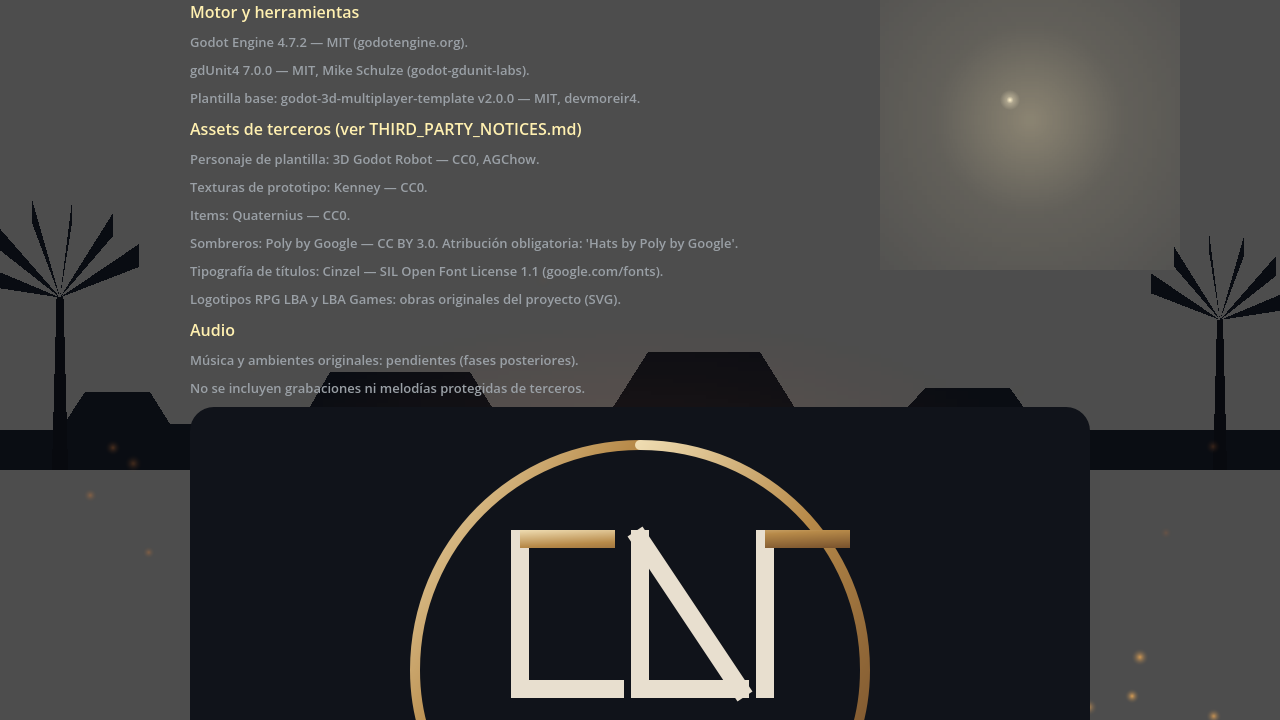 Motor y herramientas
Godot Engine 4.7.2 — MIT (godotengine.org).
gdUnit4 7.0.0 — MIT, Mike Schulze (godot-gdunit-labs).
Plantilla base: godot-3d-multiplayer-template v2.0.0 — MIT, devmoreir4.
Assets de terceros (ver THIRD_PARTY_NOTICES.md)
Personaje de plantilla: 3D Godot Robot — CC0, AGChow.
Texturas de prototipo: Kenney — CC0.
Items: Quaternius — CC0.
Sombreros: Poly by Google — CC BY 3.0. Atribución obligatoria: 'Hats by Poly by Google'.
Tipografía de títulos: Cinzel — SIL Open Font License 1.1 (google.com/fonts).
Logotipos RPG LBA y LBA Games: obras originales del proyecto (SVG).
Audio
Música y ambientes originales: pendientes (fases posteriores).
No se incluyen grabaciones ni melodías protegidas de terceros.